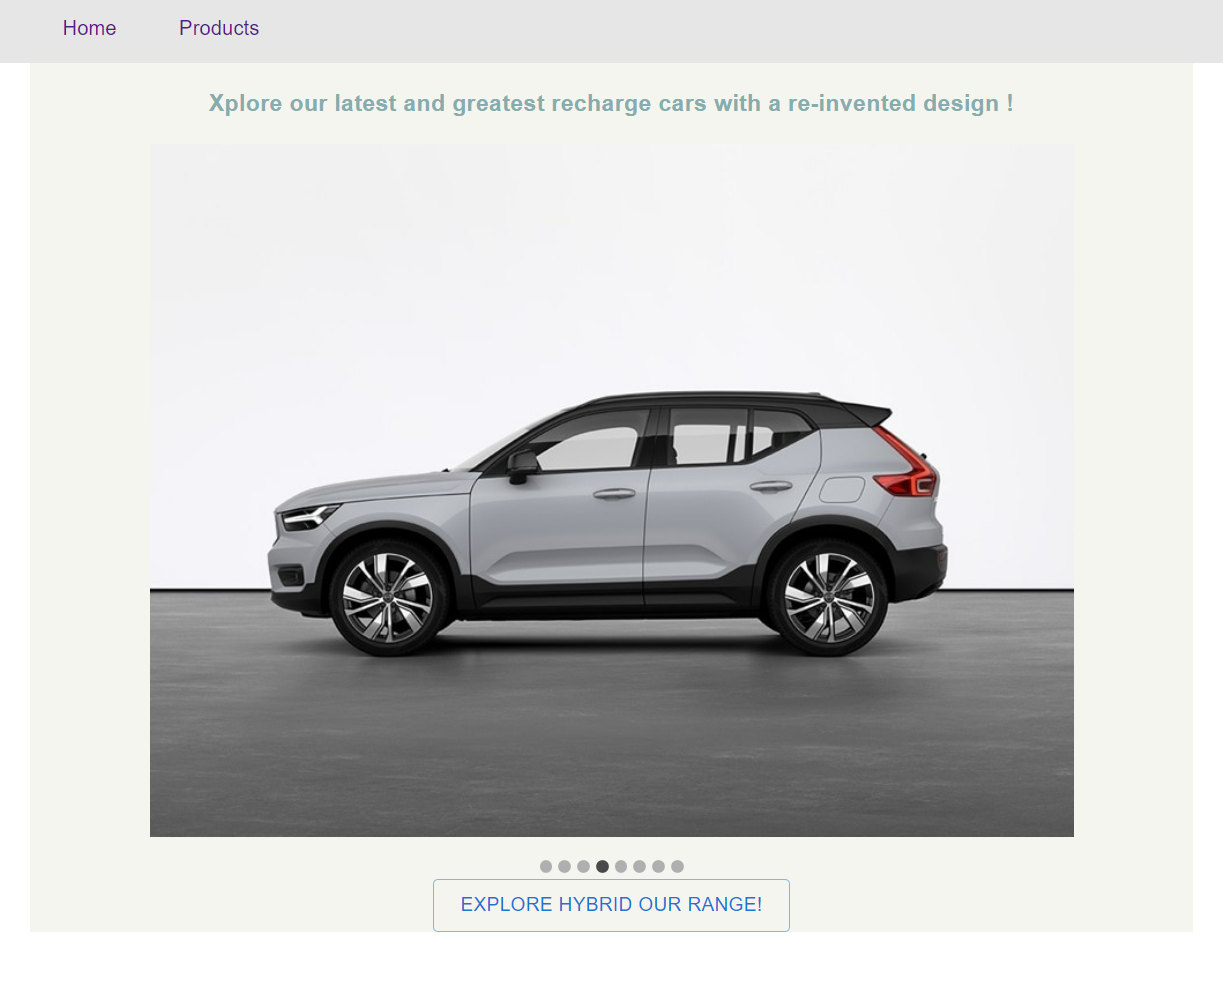 Home Products
Xplore our latest and greatest recharge cars with a re-invented design !
EXPLORE HYBRID OUR RANGE!